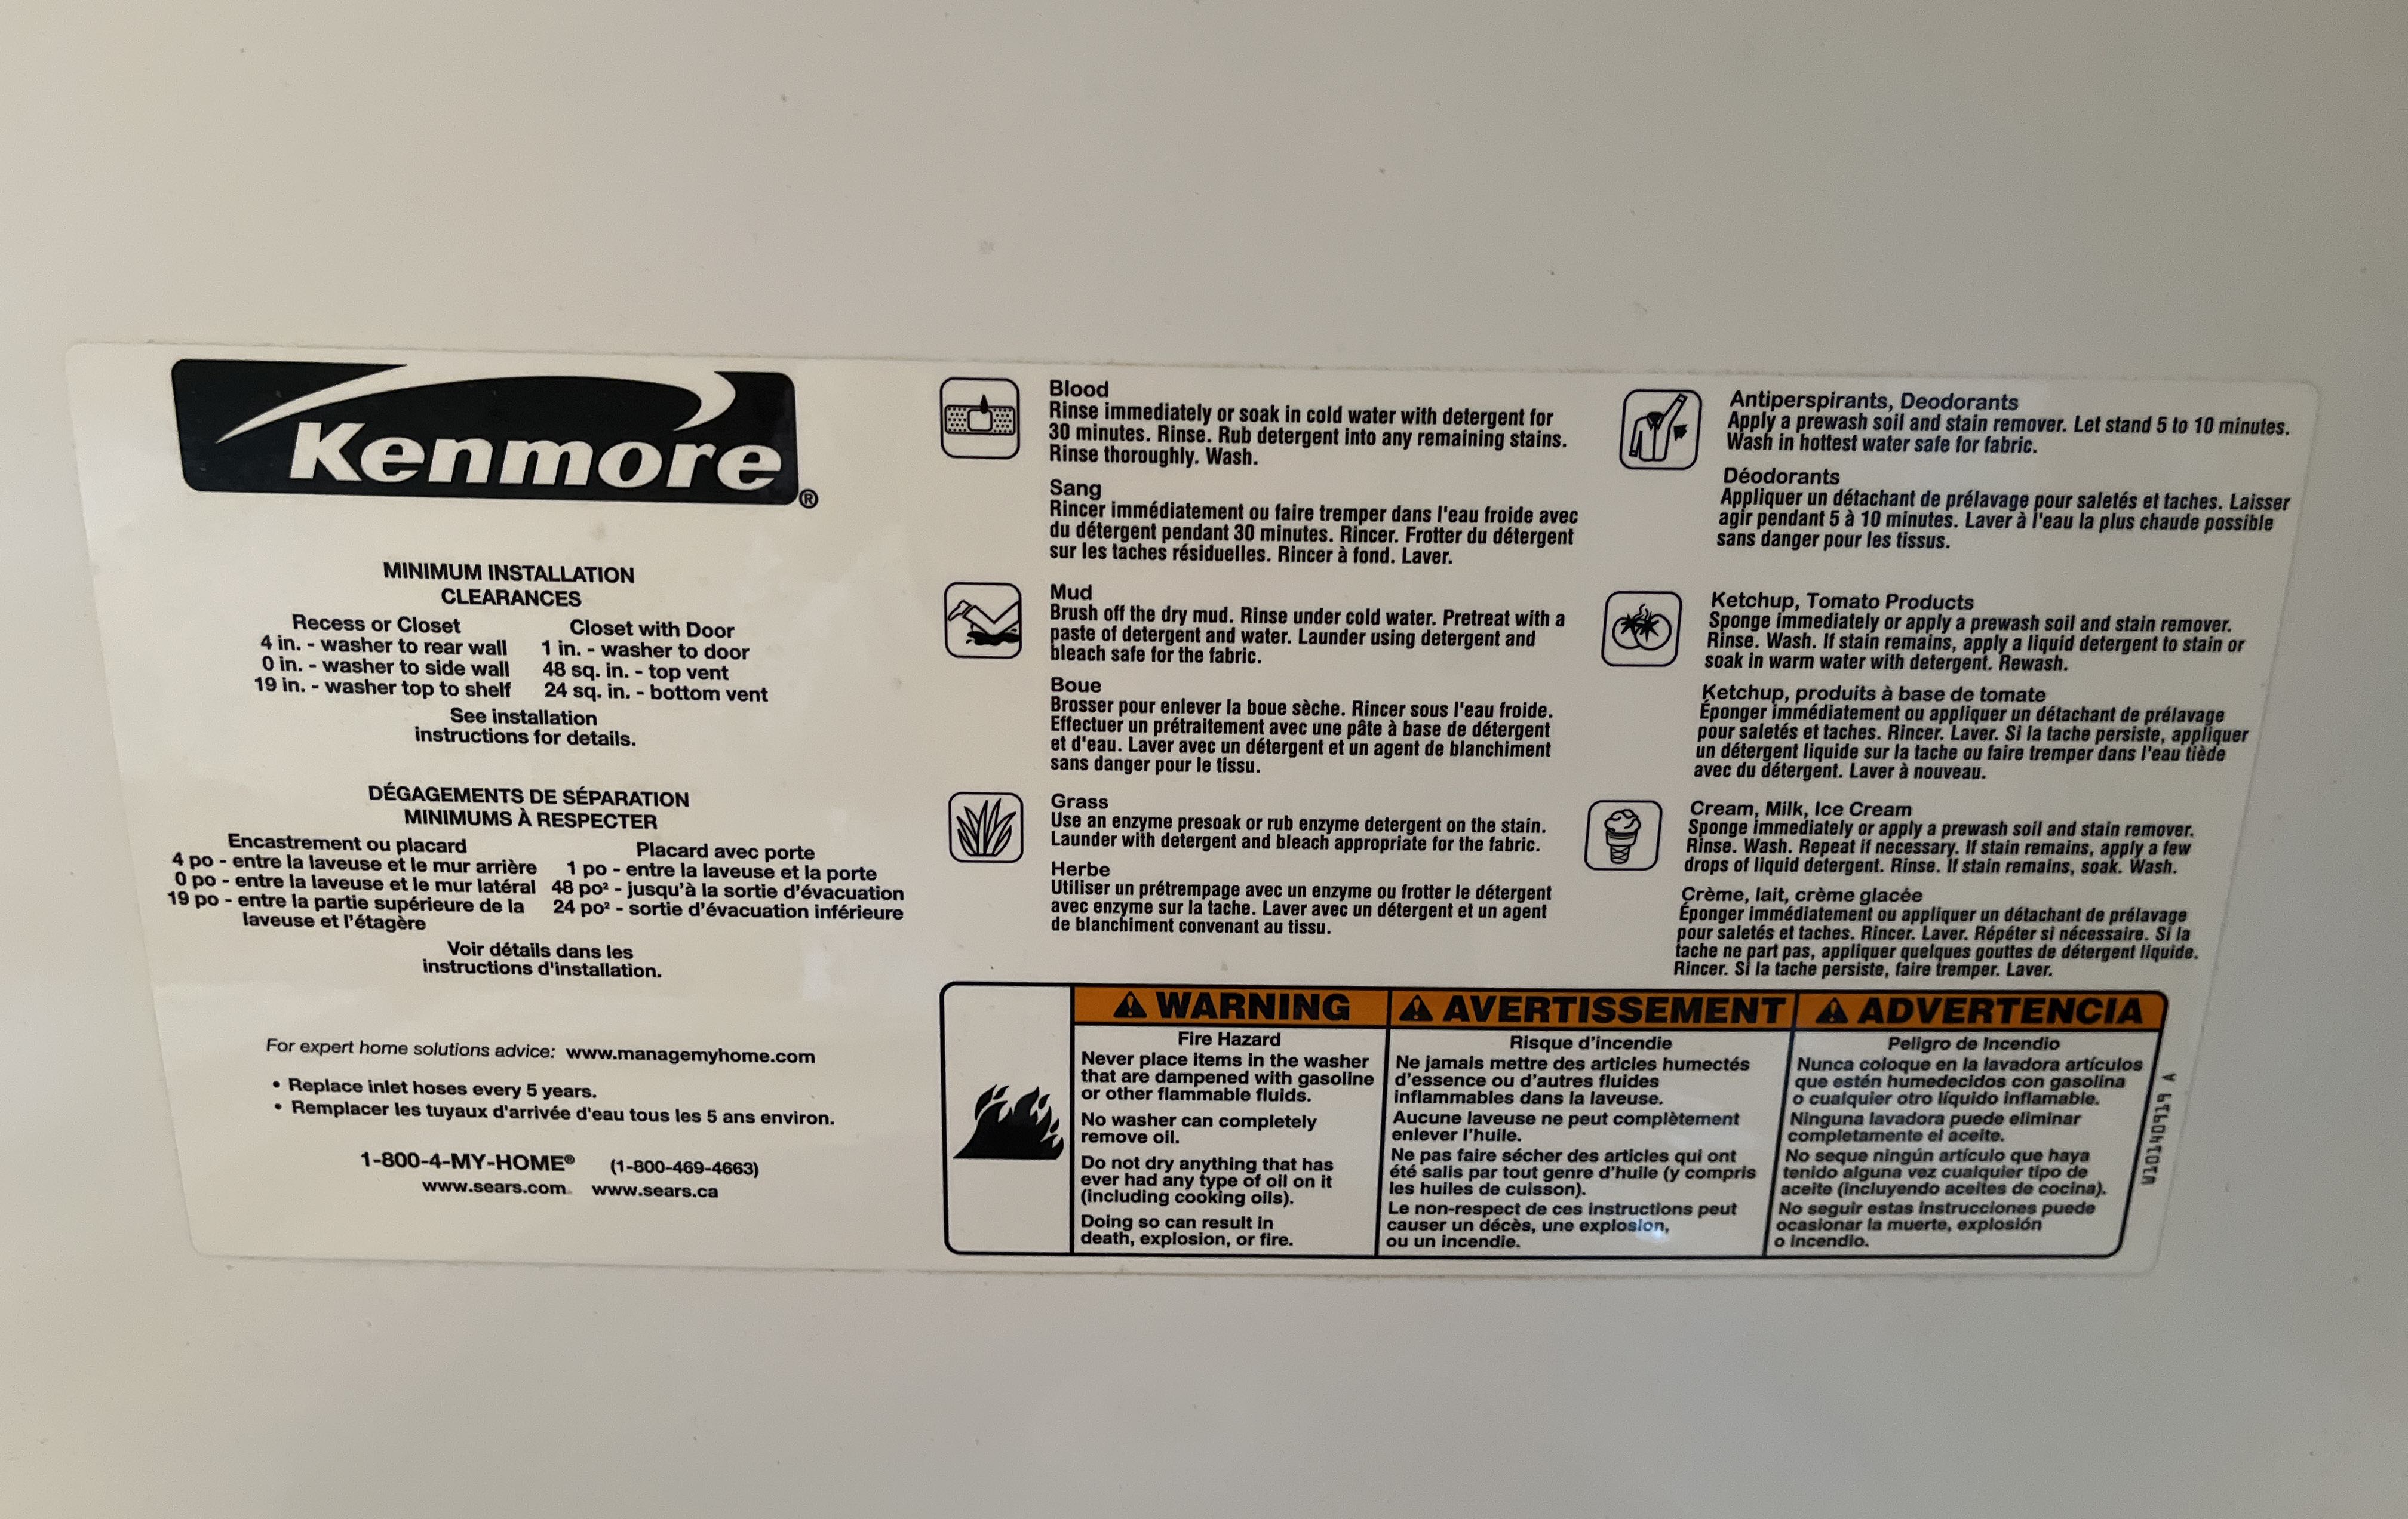 Kenmore®
MINIMUM INSTALLATION
CLEARANCES
Recess or Closet
4 in. - washer to rear wall
0 in. - washer to side wall
19 in. - washer top to shelf
Closet with Door
1 in. - washer to door
48 sq. in. - top vent
24 sq. in. - bottom vent
See installation
instructions for details.
DÉGAGEMENTS DE SÉPARATION
MINIMUMS À RESPECTER
Encastrement ou placard
4 po - entre la laveuse et le mur arrière
0 po - entre la laveuse et le mur latéral
19 po - entre la partie supérieure de la
laveuse et l'étagère
Placard avec porte
1 po - entre la laveuse et la porte
48 po² - jusqu'à la sortie d'évacuation
24 po² - sortie d'évacuation inférieure
Voir détails dans les
instructions d'installation.
For expert home solutions advice: www.managemyhome.com
• Replace inlet hoses every 5 years.
• Remplacer les tuyaux d'arrivée d'eau tous les 5 ans environ.
1-800-4-MY-HOME® (1-800-469-4663)
www.sears.com www.sears.ca
Blood
Rinse immediately or soak in cold water with detergent for
30 minutes. Rinse. Rub detergent into any remaining stains.
Rinse thoroughly. Wash.
Sang
Rincer immédiatement ou faire tremper dans l'eau froide avec
du détergent pendant 30 minutes. Rincer. Frotter du détergent
sur les taches résiduelles. Rincer à fond. Laver.
Mud
Brush off the dry mud. Rinse under cold water. Pretreat with a
paste of detergent and water. Launder using detergent and
bleach safe for the fabric.
Boue
Brosser pour enlever la boue sèche. Rincer sous l'eau froide.
Effectuer un prétraitement avec une pâte à base de détergent
et d'eau. Laver avec un détergent et un agent de blanchiment
sans danger pour le tissu.
Grass
Use an enzyme presoak or rub enzyme detergent on the stain.
Launder with detergent and bleach appropriate for the fabric.
Herbe
Utiliser un prétrempage avec un enzyme ou frotter le détergent
avec enzyme sur la tache. Laver avec un détergent et un agent
de blanchiment convenant au tissu.
Antiperspirants, Deodorants
Apply a prewash soil and stain remover. Let stand 5 to 10 minutes.
Wash in hottest water safe for fabric.
Déodorants
Appliquer un détachant de prélavage pour saletés et taches. Laisser
agir pendant 5 à 10 minutes. Laver à l'eau la plus chaude possible
sans danger pour les tissus.
Ketchup, Tomato Products
Sponge immediately or apply a prewash soil and stain remover.
Rinse. Wash. If stain remains, apply a liquid detergent to stain or
soak in warm water with detergent. Rewash.
Ketchup, produits à base de tomate
Éponger immédiatement ou appliquer un détachant de prélavage
pour saletés et taches. Rincer. Laver. Si la tache persiste, appliquer
un détergent liquide sur la tache ou faire tremper dans l'eau tiède
avec du détergent. Laver à nouveau.
Cream, Milk, Ice Cream
Sponge immediately or apply a prewash soil and stain remover.
Rinse. Wash. Repeat if necessary. If stain remains, apply a few
drops of liquid detergent. Rinse. If stain remains, soak. Wash.
Crème, lait, crème glacée
Éponger immédiatement ou appliquer un détachant de prélavage
pour saletés et taches. Rincer. Laver. Répéter si nécessaire. Si la
tache ne part pas, appliquer quelques gouttes de détergent liquide.
Rincer. Si la tache persiste, faire tremper. Laver.
WARNING
Fire Hazard
Never place items in the washer
that are dampened with gasoline
or other flammable fluids.
No washer can completely
remove oil.
Do not dry anything that has
ever had any type of oil on it
(including cooking oils).
Doing so can result in
death, explosion, or fire.
AVERTISSEMENT
Risque d'incendie
Ne jamais mettre des articles humectés
d'essence ou d'autres fluides
inflammables dans la laveuse.
Aucune laveuse ne peut complètement
enlever l'huile.
Ne pas faire sécher des articles qui ont
été salis par tout genre d'huile (y compris
les huiles de cuisson).
Le non-respect de ces instructions peut
causer un décès, une explosion,
ou un incendie.
ADVERTENCIA
Peligro de Incendio
Nunca coloque en la lavadora artículos
que estén humedecidos con gasolina
o cualquier otro líquido inflamable.
Ninguna lavadora puede eliminar
completamente el aceite.
No seque ningún artículo que haya
tenido alguna vez cualquier tipo de
aceite (incluyendo aceites de cocina).
No seguir estas instrucciones puede
ocasionar la muerte, explosión
o incendio.